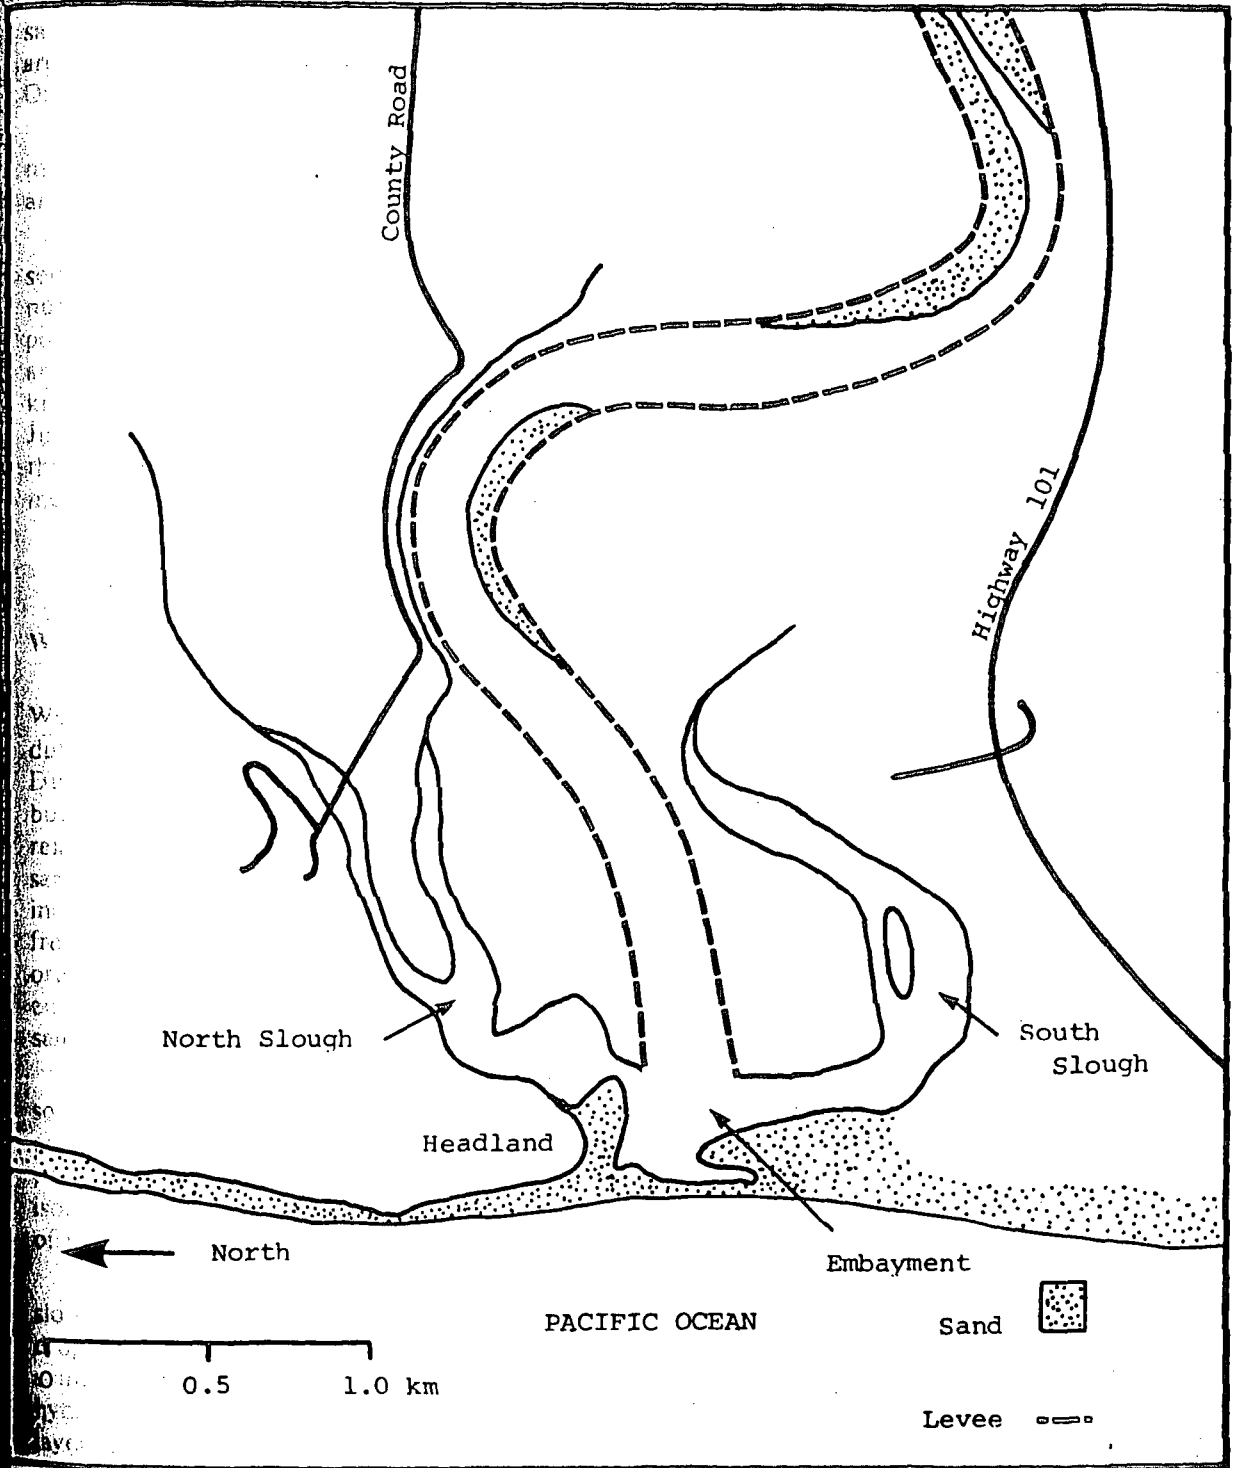 County Road
Highway 101
North Slough
South
Slough
Headland
North
Embayment
PACIFIC OCEAN
Sand
0.5
1.0 km
Levee